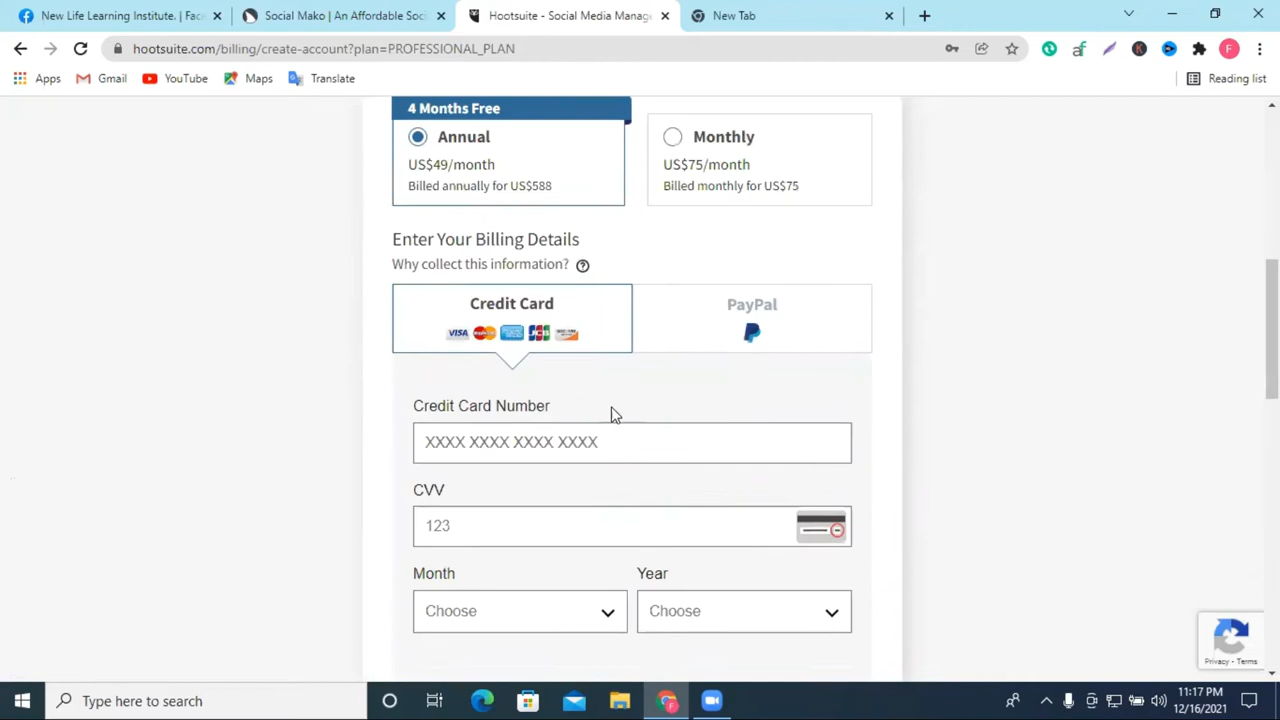 New Life Learning Institute. | Face
Social Mako | An Affordable Soci
Hootsuite - Social Media Manag
New Tab
hootsuite.com/billing/create-account?plan=PROFESSIONAL_PLAN
F
Apps
Gmail
YouTube
Maps
Translate
Reading list
4 Months Free
Annual
US$49/month
Billed annually for US$588
Monthly
US$75/month
Billed monthly for US$75
Enter Your Billing Details
Why collect this information?
Credit Card
VISA
JCB
PayPal
Credit Card Number
XXXX XXXX XXXX XXXX
CVV
123
Month
Year
Choose
Choose
Privacy - Terms
Type here to search
11:17 PM
12/16/2021